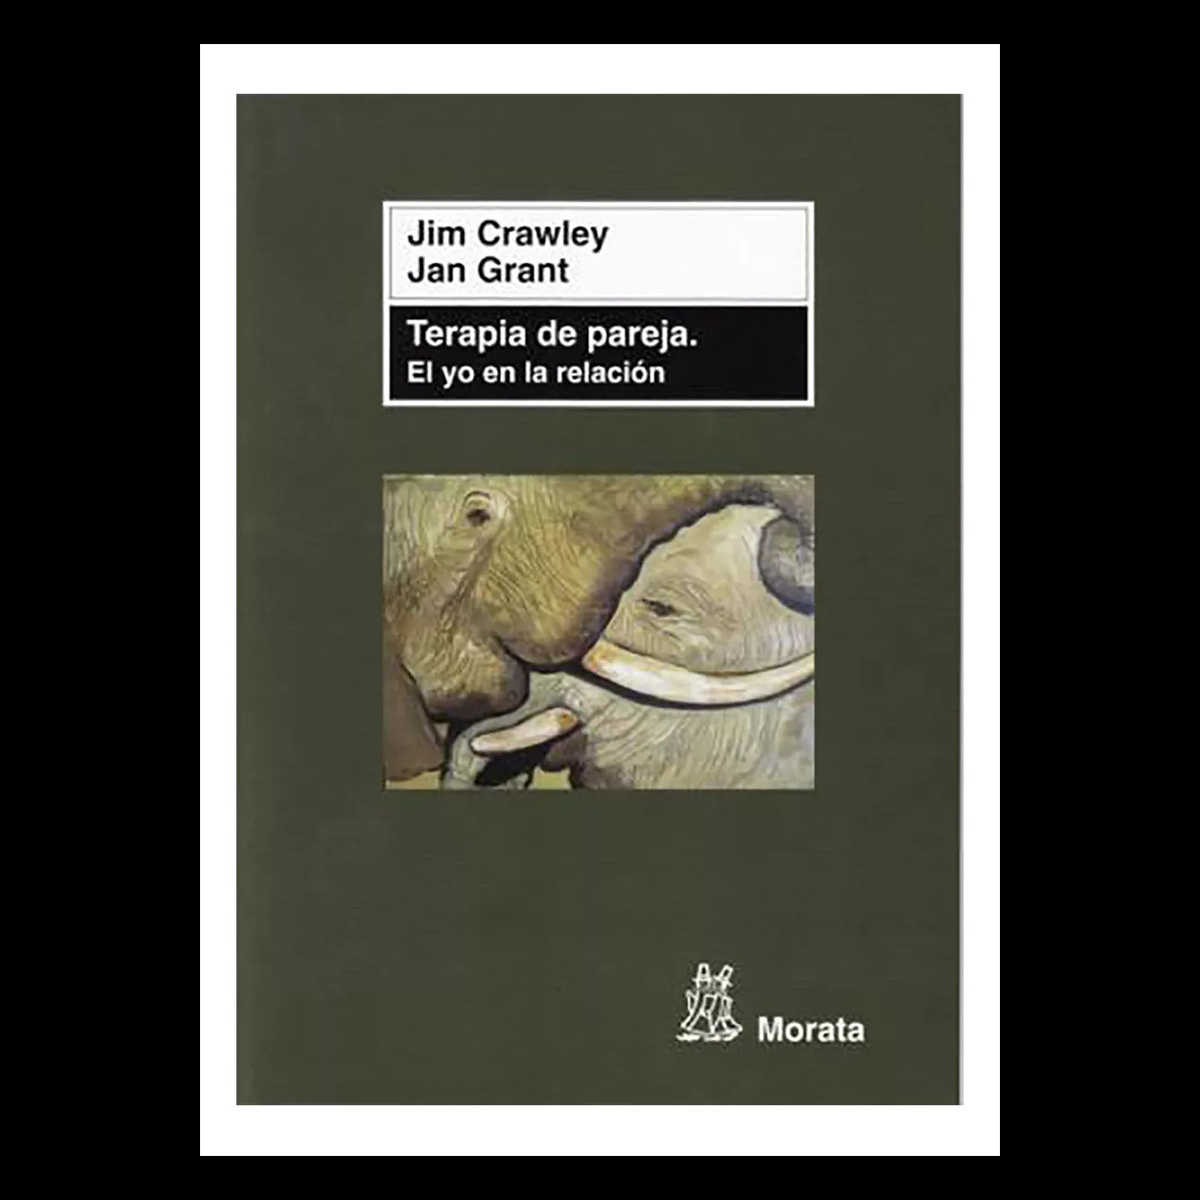 Jim Crawley
Jan Grant
Terapia de pareja.
El yo en la relación
Morata